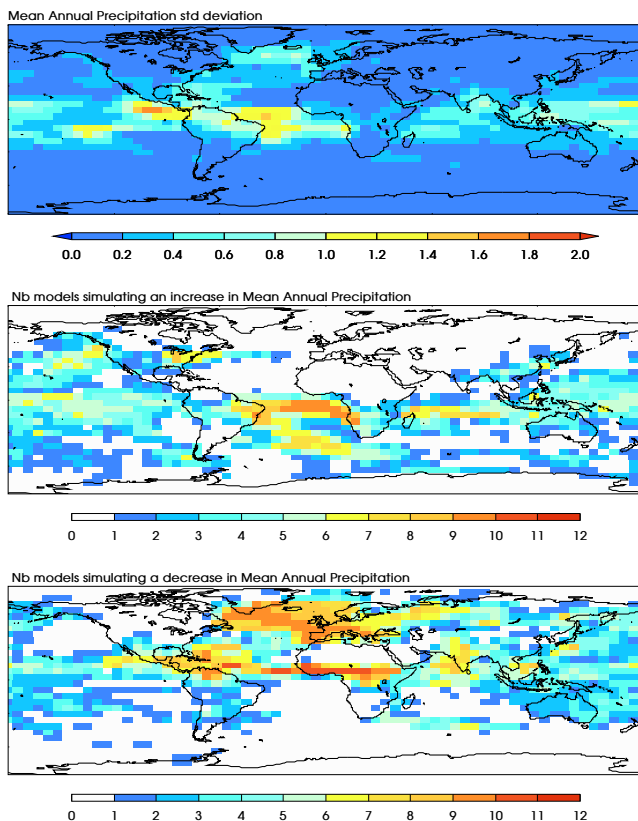 Mean Annual Precipitation std deviation
0.0 0.2 0.4 0.6 0.8 1.0 1.2 1.4 1.6 1.8 2.0
Nb models simulating an increase in Mean Annual Precipitation
0 1 2 3 4 5 6 7 8 9 10 11 12
Nb models simulating a decrease in Mean Annual Precipitation
0 1 2 3 4 5 6 7 8 9 10 11 12